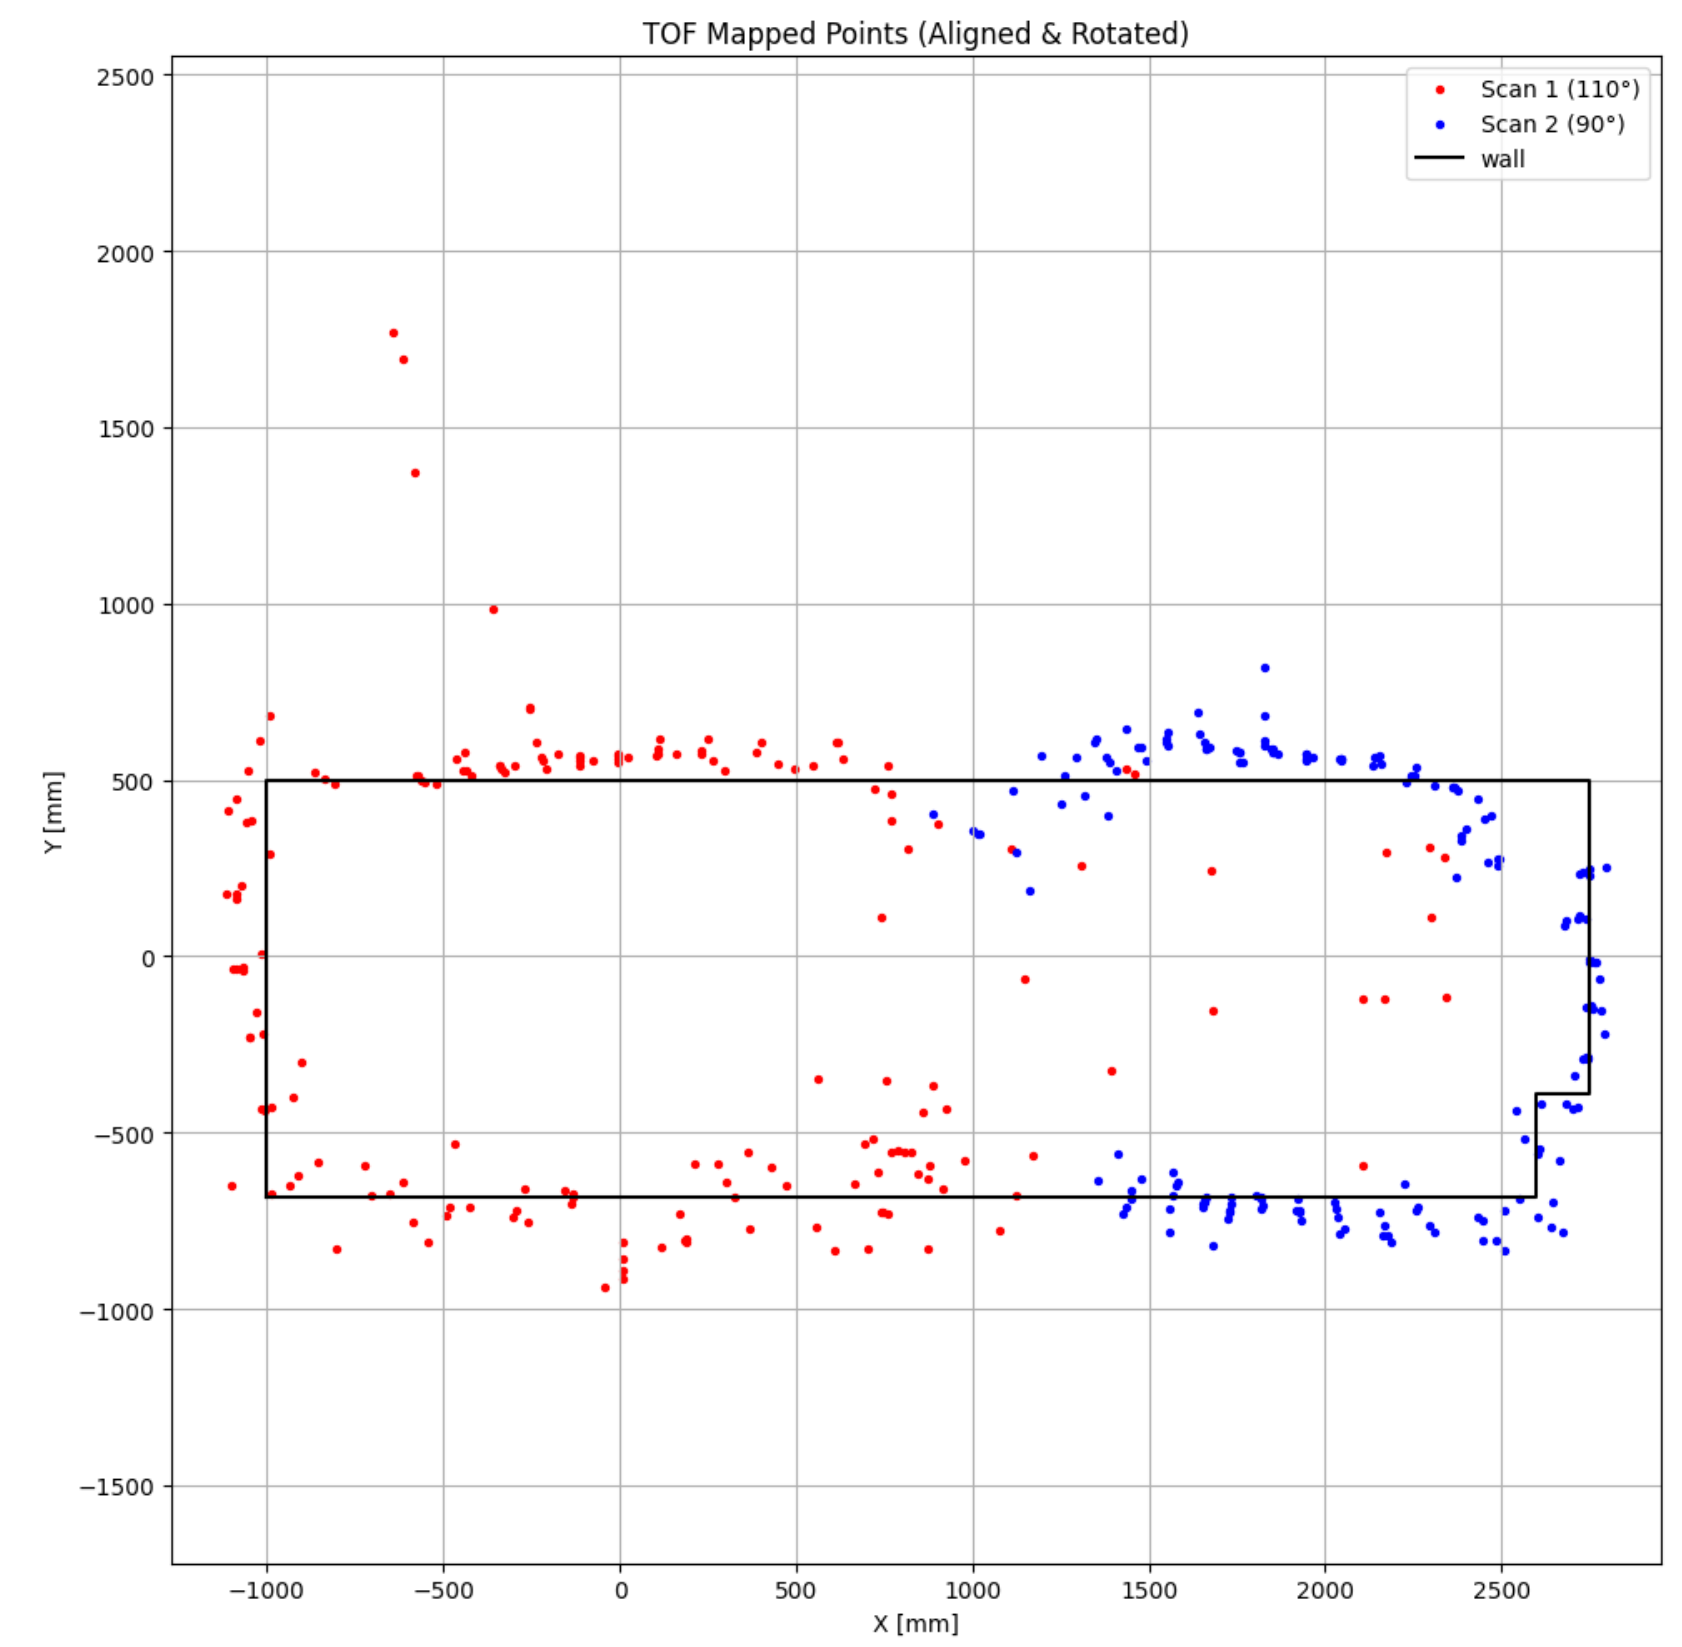 TOF Mapped Points (Aligned & Rotated)
Scan 1 (110°)
Scan 2 (90°)
wall
2500
2000
1500
1000
500
0
−500
−1000
−1500
Y [mm]
−1000 −500 0 500 1000 1500 2000 2500
X [mm]